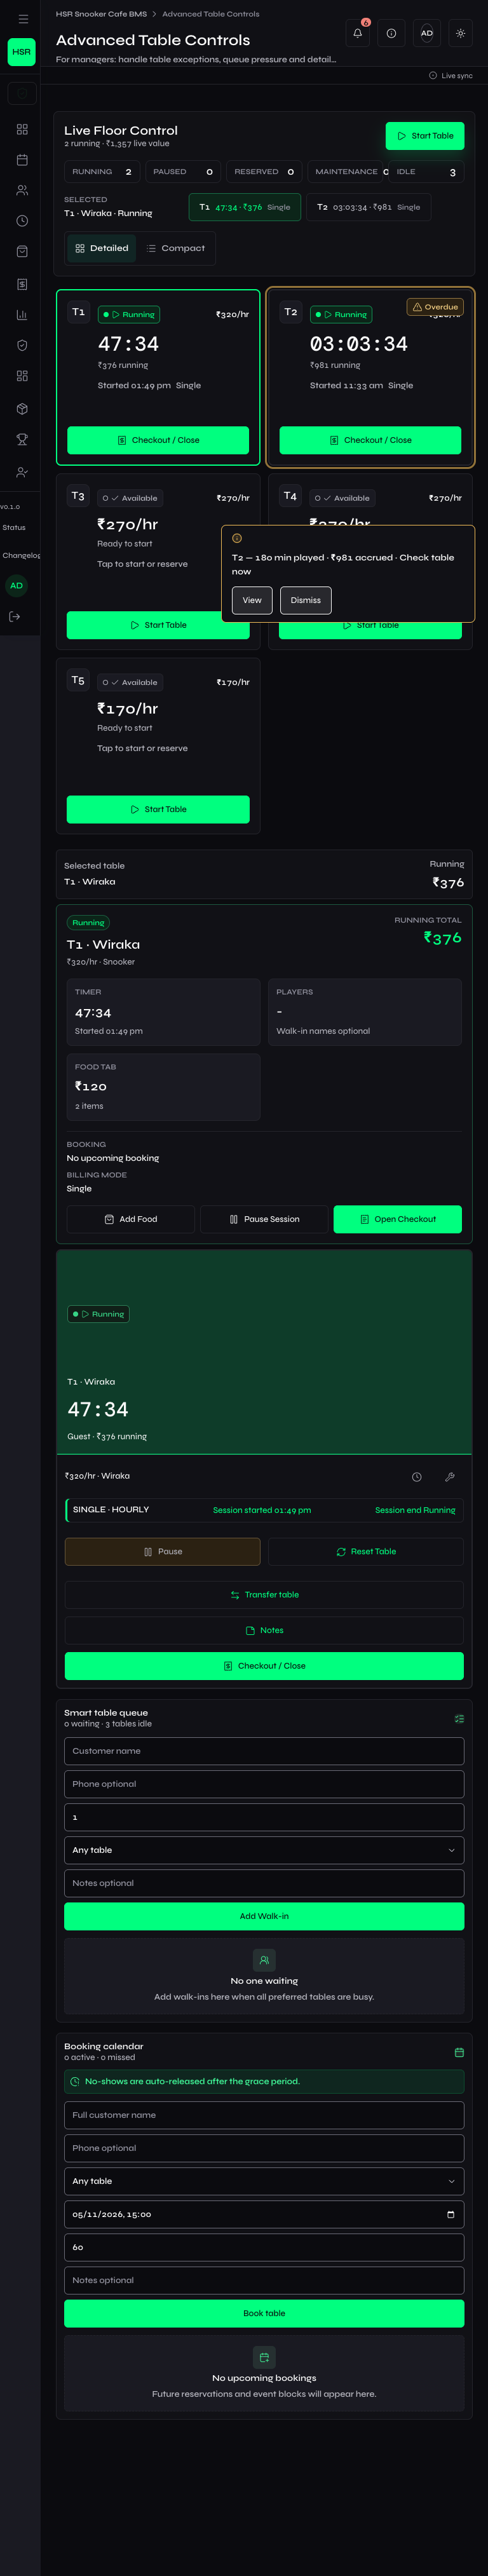 HSR Snooker Cafe BMS > Advanced Table Controls
Advanced Table Controls
For managers: handle table exceptions, queue pressure and detail...
6
AD
HSR
Live sync
Live Floor Control
2 running · ₹1,357 live value
Start Table
RUNNING 2
PAUSED 0
RESERVED 0
MAINTENANCE
IDLE 3
SELECTED
T1 · Wiraka · Running
T1 47:34 · ₹376 Single
T2 03:03:34 · ₹981 Single
Detailed
Compact
T1
Running
₹320/hr
47:34
₹376 running
Started 01:49 pm Single
Checkout / Close
T2
Running
Overdue
03:03:34
₹981 running
Started 11:33 am Single
Checkout / Close
T3
Available
₹270/hr
₹270/hr
Ready to start
Tap to start or reserve
Start Table
T4
Available
₹270/hr
₹270/hr
T2 — 180 min played · ₹981 accrued · Check table now
View
Dismiss
Start Table
T5
Available
₹170/hr
₹170/hr
Ready to start
Tap to start or reserve
Start Table
v0.1.0
Status
Changelog
AD
Selected table
T1 · Wiraka
Running
₹376
Running
T1 · Wiraka
₹320/hr · Snooker
RUNNING TOTAL
₹376
TIMER
47:34
Started 01:49 pm
PLAYERS
-
Walk-in names optional
FOOD TAB
₹120
2 items
BOOKING
No upcoming booking
BILLING MODE
Single
Add Food
Pause Session
Open Checkout
Running
T1 · Wiraka
47:34
Guest · ₹376 running
₹320/hr · Wiraka
SINGLE · HOURLY
Session started 01:49 pm
Session end Running
Pause
Reset Table
Transfer table
Notes
Checkout / Close
Smart table queue
0 waiting · 3 tables idle
Customer name
Phone optional
1
Any table
Notes optional
Add Walk-in
No one waiting
Add walk-ins here when all preferred tables are busy.
Booking calendar
0 active · 0 missed
No-shows are auto-released after the grace period.
Full customer name
Phone optional
Any table
05/11/2026, 15:00
60
Notes optional
Book table
No upcoming bookings
Future reservations and event blocks will appear here.